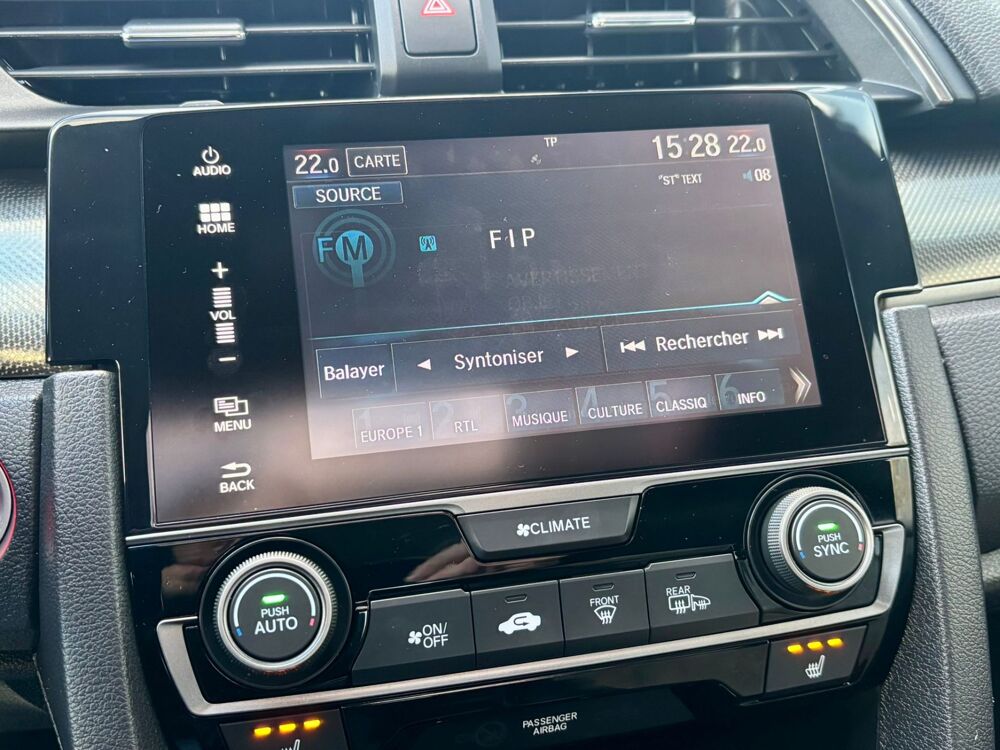 AUDIO
HOME
+
VOL
−
MENU
BACK
22.0 CARTE TP 15:28 22.0
"ST" TEXT 08
SOURCE
FM FIP
AVERTISSEMENT
Balayer Syntoniser Rechercher
1 EUROPE 1
2 RTL
3 MUSIQUE
4 CULTURE
5 CLASSIQ
6 INFO
CLIMATE
PUSH
AUTO
ON/
OFF
FRONT
REAR
PUSH
SYNC
PASSENGER
AIRBAG